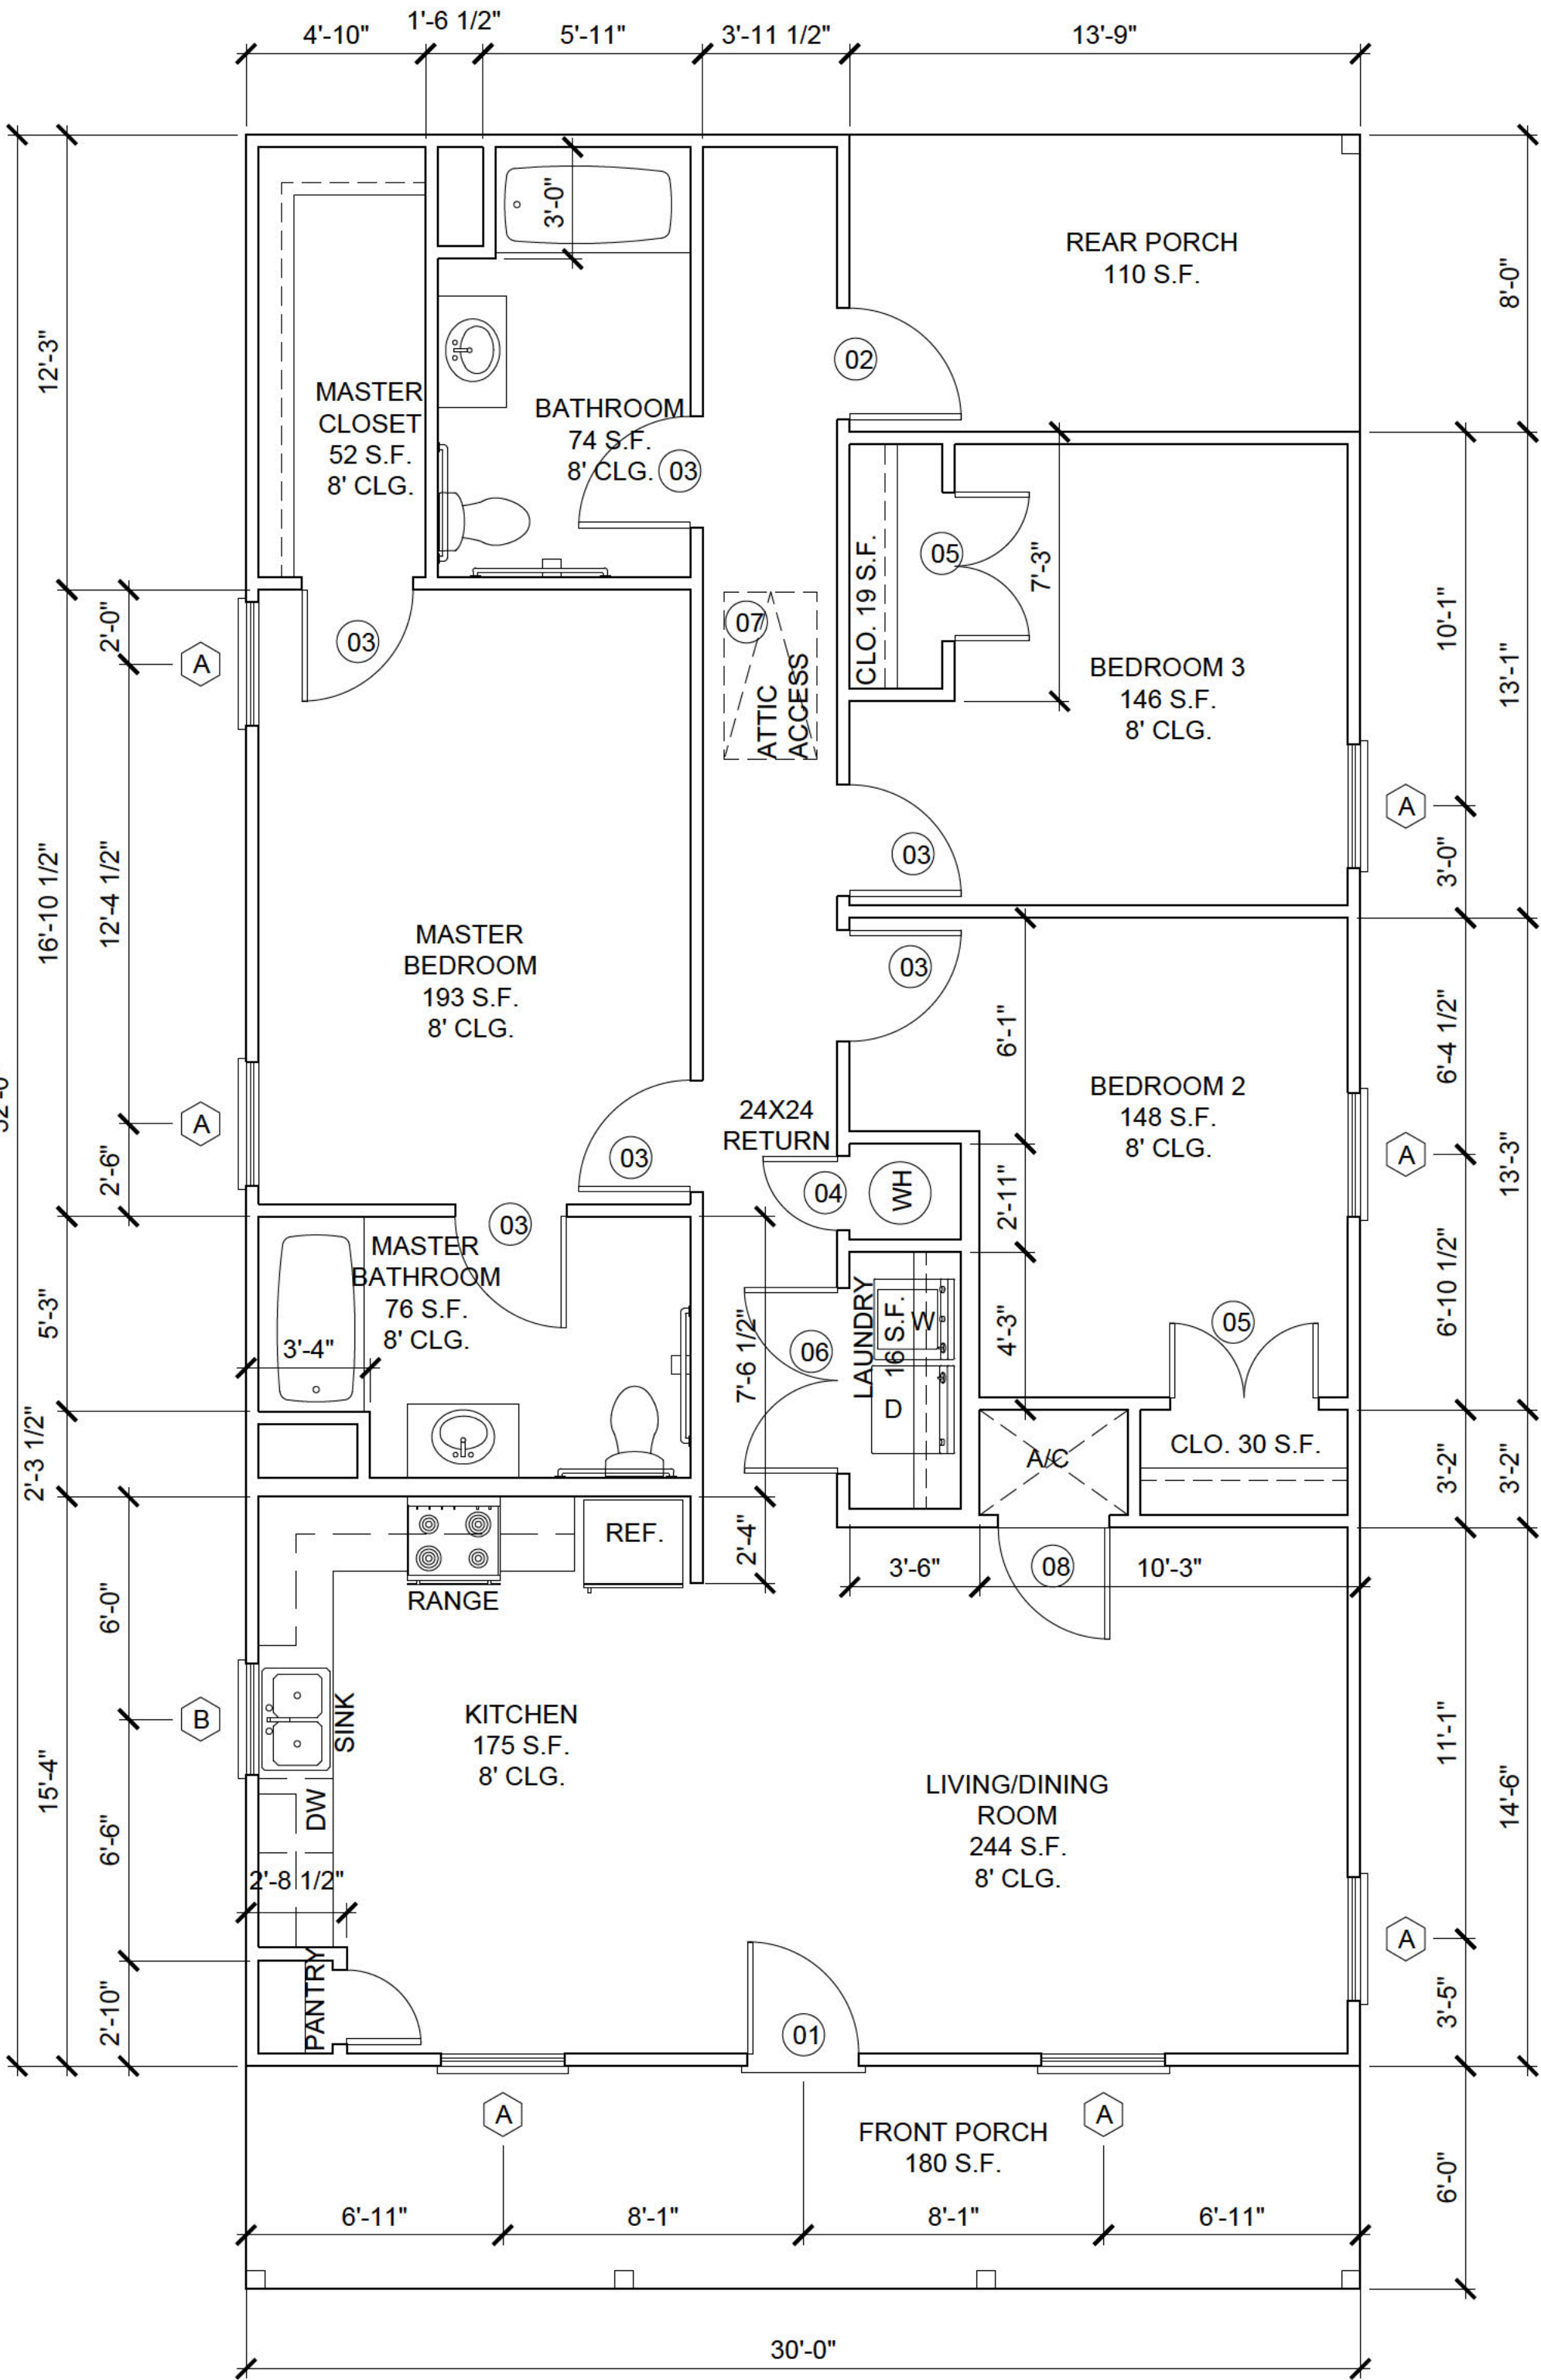 4'-10"
1'-6 1/2"
5'-11"
3'-11 1/2"
13'-9"
3'-0"
REAR PORCH
110 S.F.
8'-0"
12'-3"
02
MASTER
CLOSET
52 S.F.
8' CLG.
BATHROOM
74 S.F.
8' CLG.
03
CLO. 19 S.F.
05
7'-3"
10'-1"
13'-1"
2'-0"
A
03
07
ATTIC
ACCESS
BEDROOM 3
146 S.F.
8' CLG.
A
03
3'-0"
16'-10 1/2"
12'-4 1/2"
MASTER
BEDROOM
193 S.F.
8' CLG.
03
6'-1"
6'-4 1/2"
BEDROOM 2
148 S.F.
8' CLG.
A
A
24X24
RETURN
03
04
WH
2'-11"
13'-3"
2'-6"
03
MASTER
BATHROOM
76 S.F.
8' CLG.
5'-3"
3'-4"
7'-6 1/2"
06
LAUNDRY
16 S.F.
W
D
4'-3"
05
6'-10 1/2"
2'-3 1/2"
A/C
CLO. 30 S.F.
3'-2"
3'-2"
REF.
RANGE
2'-4"
3'-6"
08
10'-3"
6'-0"
B
SINK
KITCHEN
175 S.F.
8' CLG.
15'-4"
6'-6"
DW
LIVING/DINING
ROOM
244 S.F.
8' CLG.
11'-1"
14'-6"
2'-8 1/2"
A
2'-10"
PANTRY
01
3'-5"
A
A
FRONT PORCH
180 S.F.
6'-0"
6'-11"
8'-1"
8'-1"
6'-11"
30'-0"